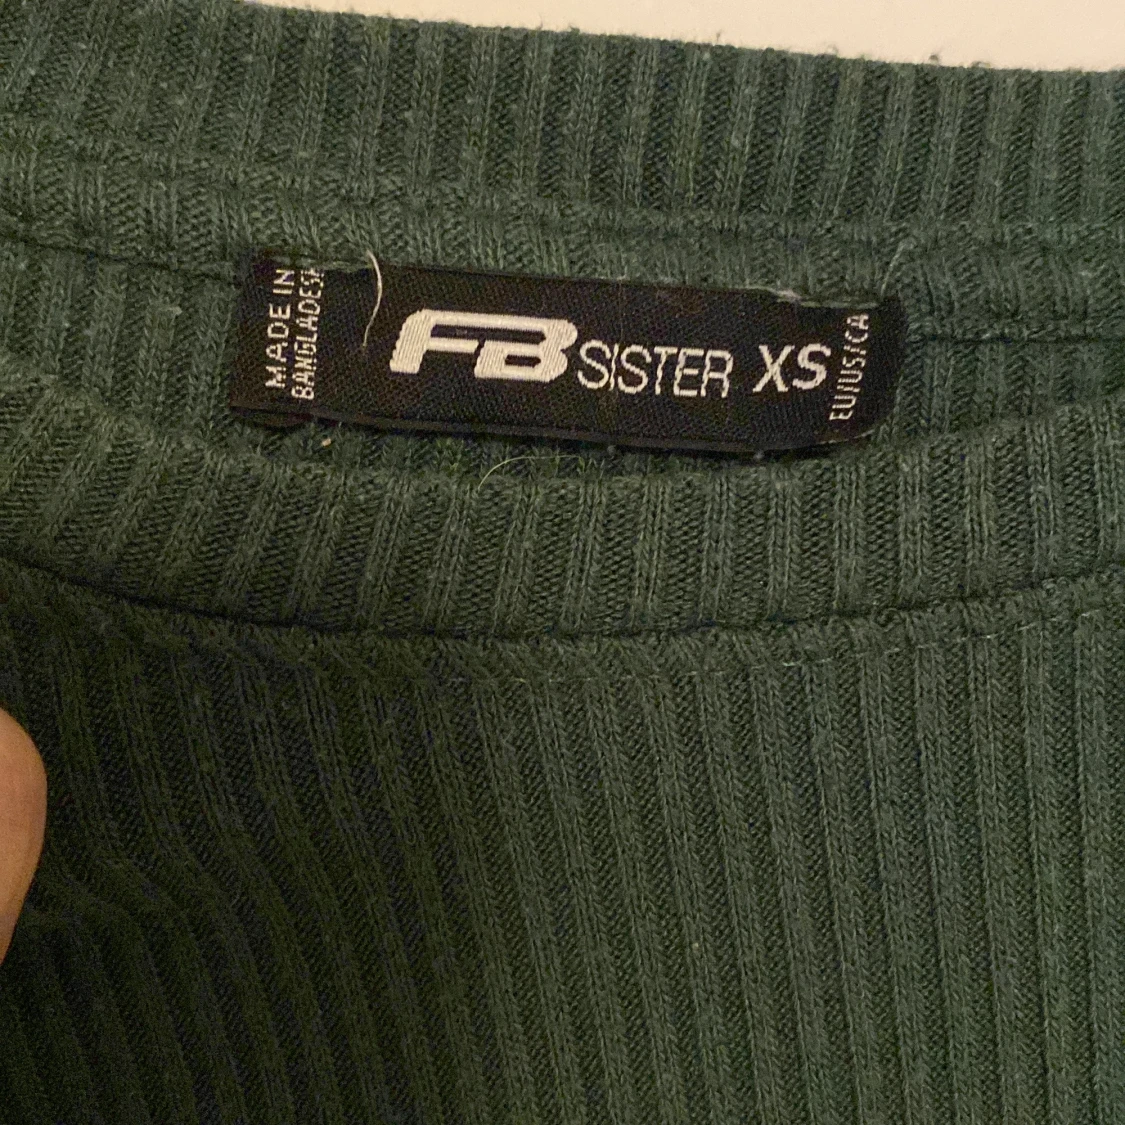 MADE IN
BANGLADESH
FB SISTER XS
EU/US/CA